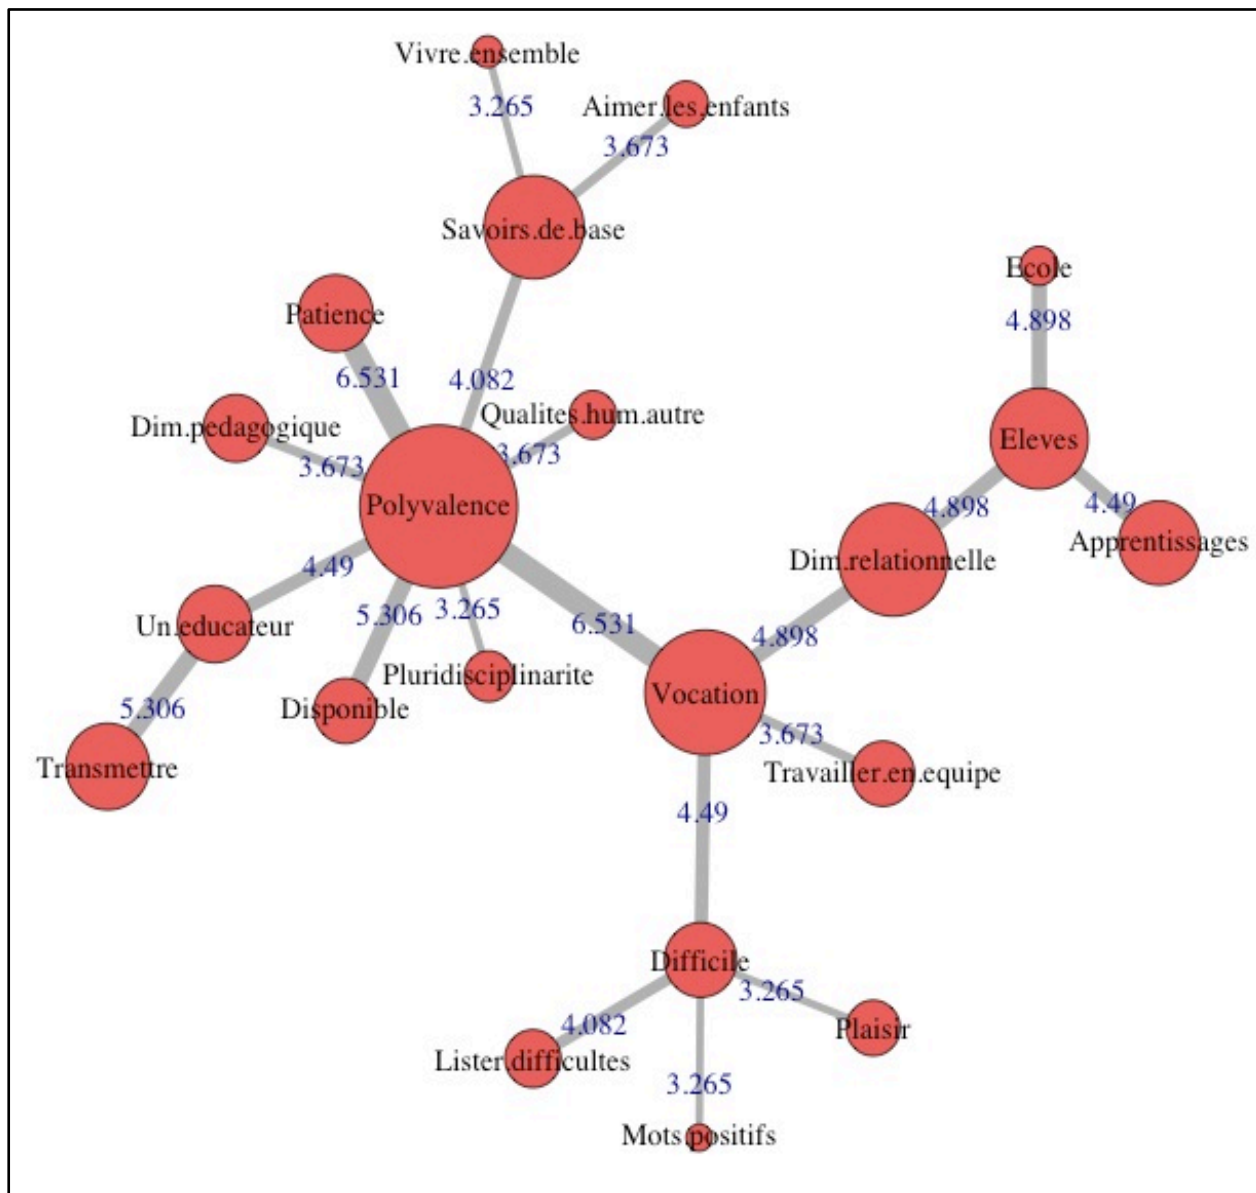 Vivre.ensemble
3.265
Aimer.les.enfants
3.673
Savoirs.de.base
Ecole
4.898
Patience
6.531
4.082
Qualites.hum.autre
3.673
Dim.pedagogique
3.673
Eleves
4.49
Apprentissages
4.898
Polyvalence
Dim.relationnelle
4.49
Un.educateur
5.306
3.265
6.531
4.898
Pluridisciplinarite
Disponible
Vocation
5.306
Transmettre
3.673
Travailler.en.equipe
4.49
Difficile
3.265
4.082
Plaisir
Lister.difficultes
3.265
Mots.positifs